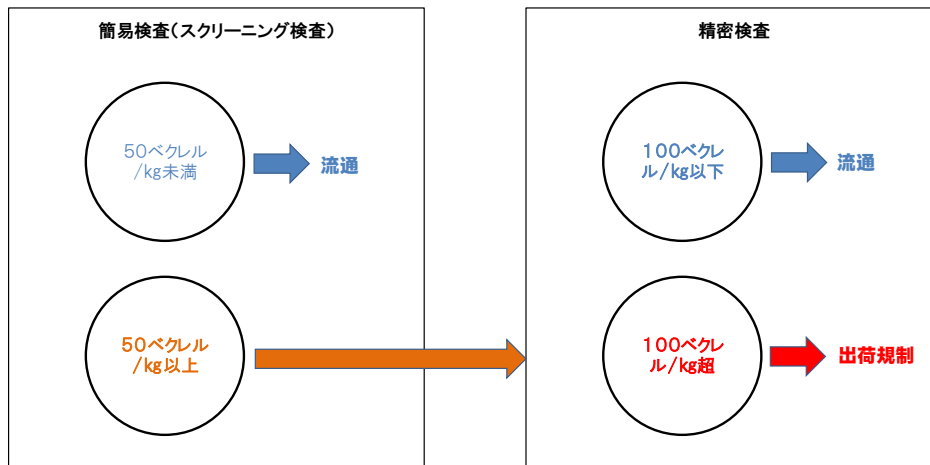 簡易検査(スクリーニング検査)
50ベクレル
/kg未満
流通
50ベクレル
/kg以上
精密検査
100ベクレ
ル/kg以下
流通
100ベクレ
ル/kg超
出荷規制